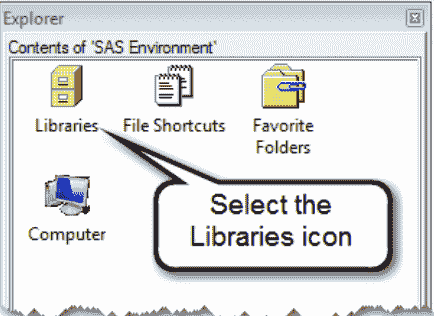 Explorer
Contents of 'SAS Environment'
Libraries
File Shortcuts
Favorite
Folders
Computer
Select the
Libraries icon